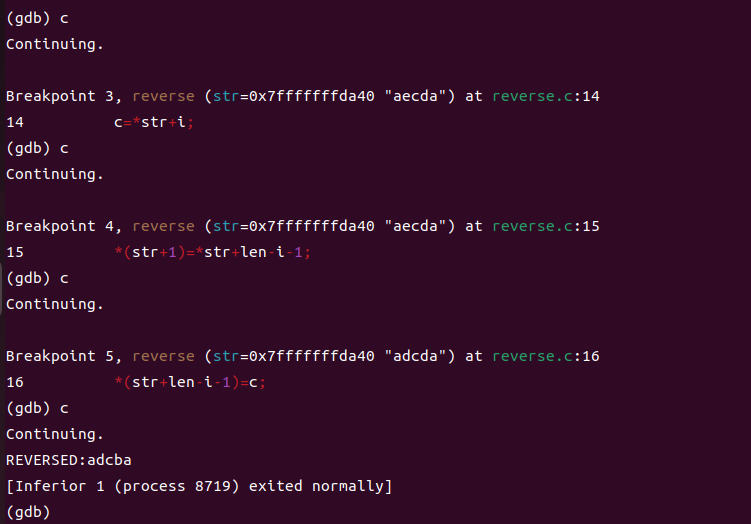 (gdb) c
Continuing.
Breakpoint 3, reverse (str=0x7fffffffda40 "aecda") at reverse.c:14
14          c=*str+i;
(gdb) c
Continuing.
Breakpoint 4, reverse (str=0x7fffffffda40 "aecda") at reverse.c:15
15          *(str+1)=*str+len-i-1;
(gdb) c
Continuing.
Breakpoint 5, reverse (str=0x7fffffffda40 "adcda") at reverse.c:16
16          *(str+len-i-1)=c;
(gdb) c
Continuing.
REVERSED:adcba
[Inferior 1 (process 8719) exited normally]
(gdb)